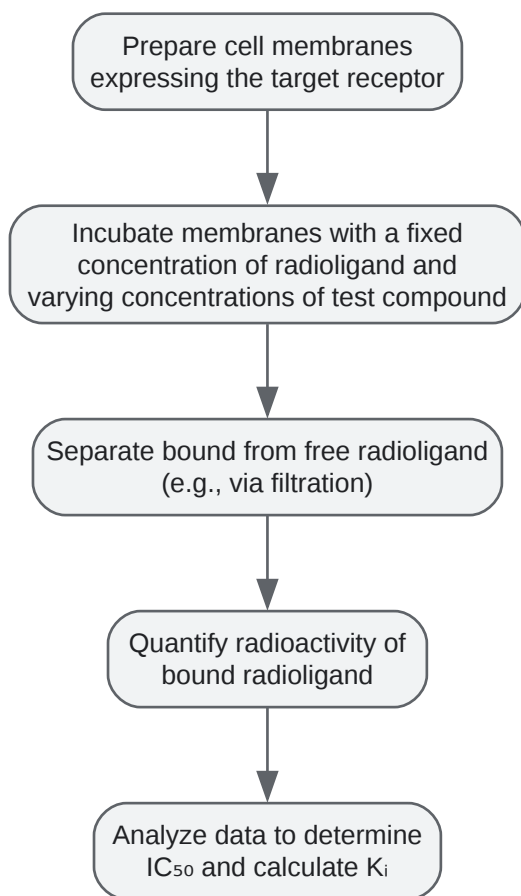 Prepare cell membranes
expressing the target receptor
Incubate membranes with a fixed
concentration of radioligand and
varying concentrations of test compound
Separate bound from free radioligand
(e.g., via filtration)
Quantify radioactivity of
bound radioligand
Analyze data to determine
IC₅₀ and calculate Kᵢ